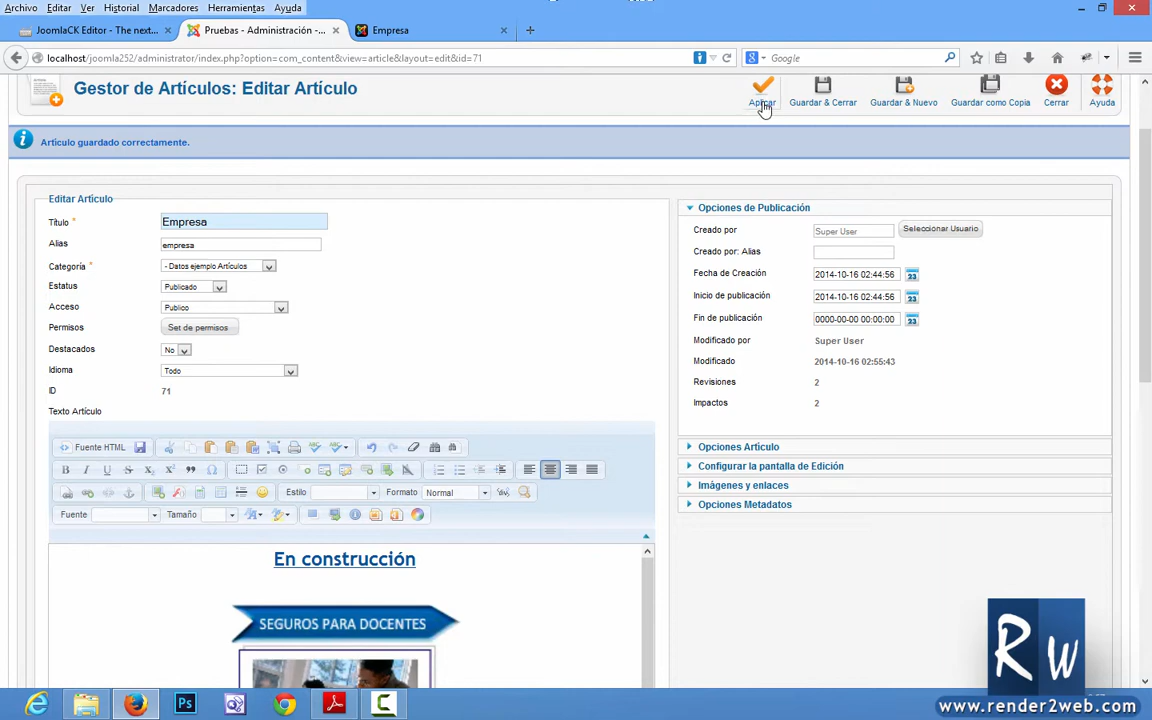 Archivo Editar Ver Historial Marcadores Herramientas Ayuda
JoomlaCK Editor - The next... × Pruebas - Administración -... × Empresa × +
localhost/joomla252/administrator/index.php?option=com_content&view=article&layout=edit&id=71 Google
Gestor de Artículos: Editar Artículo
Aplicar Guardar & Cerrar Guardar & Nuevo Guardar como Copia Cerrar Ayuda
Artículo guardado correctamente.
Editar Artículo
Título * Empresa
Alias empresa
Categoría * - Datos ejemplo Artículos
Estatus Publicado
Acceso Publico
Permisos Set de permisos
Destacados No
Idioma Todo
ID 71
Texto Artículo
Fuente HTML
Estilo Formato Normal
Fuente Tamaño
En construcción
SEGUROS PARA DOCENTES
Opciones de Publicación
Creado por Super User Seleccionar Usuario
Creado por: Alias
Fecha de Creación 2014-10-16 02:44:56 23
Inicio de publicación 2014-10-16 02:44:56 23
Fin de publicación 0000-00-00 00:00:00 23
Modificado por Super User
Modificado 2014-10-16 02:55:43
Revisiones 2
Impactos 2
Opciones Artículo
Configurar la pantalla de Edición
Imágenes y enlaces
Opciones Metadatos
Rw
www.render2web.com